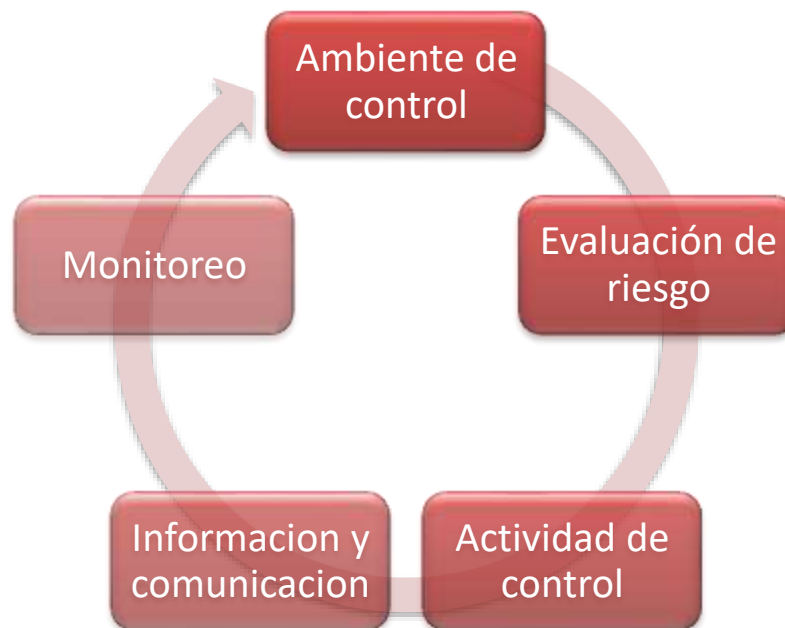 Ambiente de
control
Evaluación de
riesgo
Actividad de
control
Informacion y
comunicacion
Monitoreo